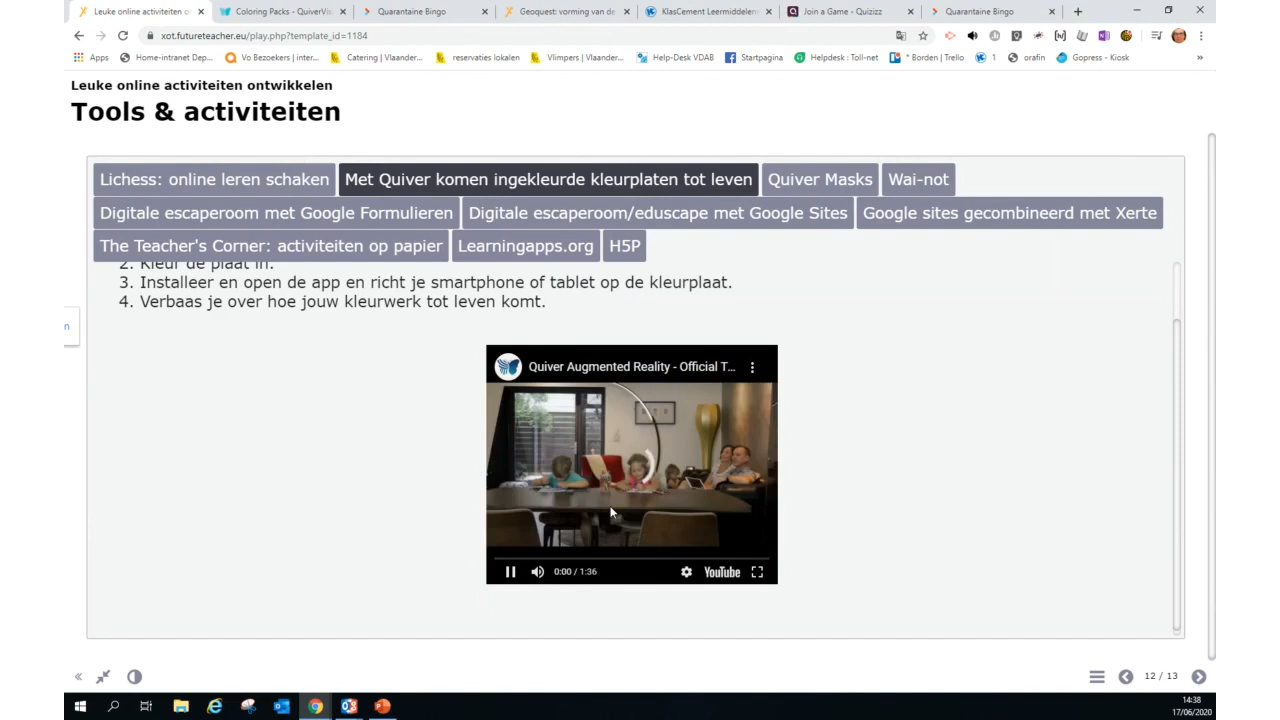 Leuke online activiteiten o
Coloring Packs - QuiverVis
Quarantaine Bingo
Geoquest: vorming van de
KlasCement Leermiddelen
Join a Game - Quizizz
Quarantaine Bingo
xot.futureteacher.eu/play.php?template_id=1184
Apps
Home-intranet Dep...
Vo Bezoekers | inter...
Catering | Vlaander...
reservaties lokalen
Vlimpers | Vlaander...
Help-Desk VDAB
Startpagina
Helpdesk : Toll-net
* Borden | Trello
1
orafin
Gopress - Kiosk
»
Leuke online activiteiten ontwikkelen
Tools & activiteiten
Lichess: online leren schaken
Met Quiver komen ingekleurde kleurplaten tot leven
Quiver Masks
Wai-not
Digitale escaperoom met Google Formulieren
Digitale escaperoom/eduscape met Google Sites
Google sites gecombineerd met Xerte
The Teacher's Corner: activiteiten op papier
Learningapps.org
H5P
2. Kleur de plaat in.
3. Installeer en open de app en richt je smartphone of tablet op de kleurplaat.
4. Verbaas je over hoe jouw kleurwerk tot leven komt.
n
Quiver Augmented Reality - Official T...
0:00 / 1:36
YouTube
«
12 / 13
14:38
17/06/2020